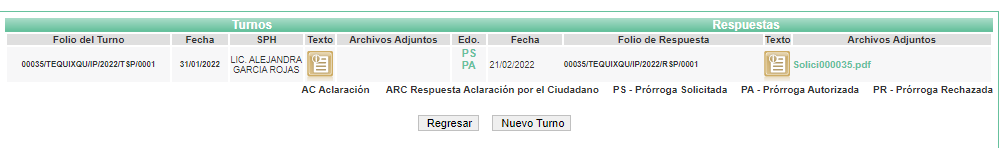 Turnos Respuestas
Folio del Turno Fecha SPH Texto Archivos Adjuntos Edo. Fecha Folio de Respuesta Texto Archivos Adjuntos
00035/TEQUIXQU/IP/2022/TSP/0001 31/01/2022 LIC. ALEJANDRA GARCIA ROJAS PS PA 21/02/2022 00035/TEQUIXQU/IP/2022/RSP/0001 Solici000035.pdf
AC Aclaración ARC Respuesta Aclaración por el Ciudadano PS - Prórroga Solicitada PA - Prórroga Autorizada PR - Prórroga Rechazada
Regresar Nuevo Turno